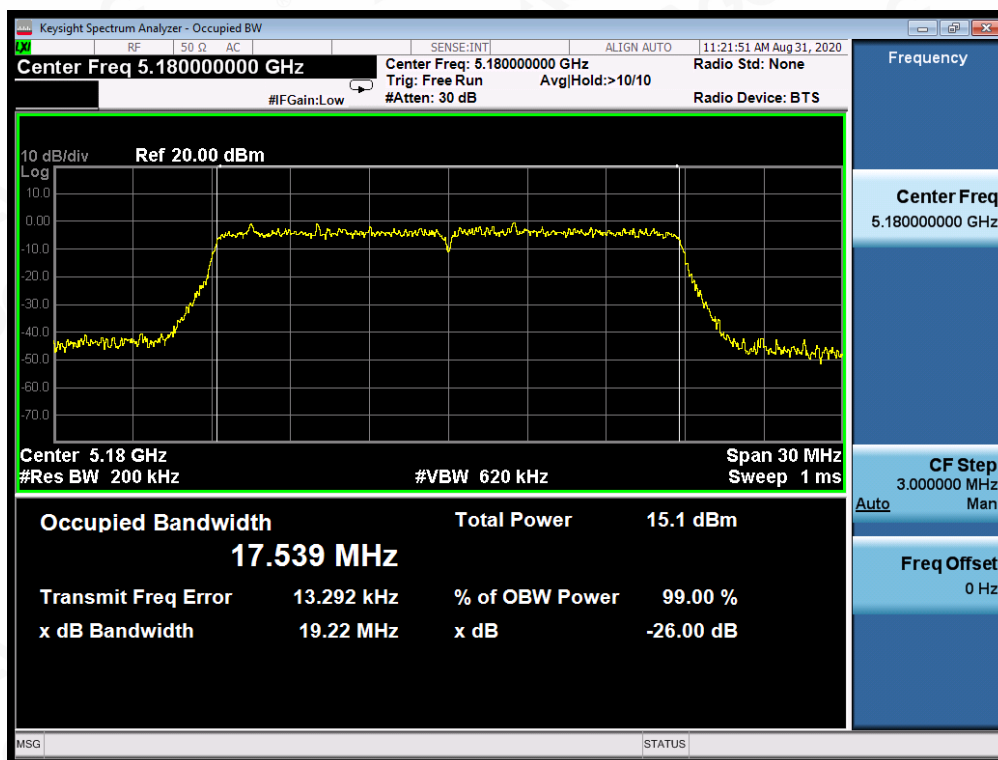 Keysight Spectrum Analyzer - Occupied BW
LXI RF 50 Ω AC SENSE:INT ALIGN AUTO 11:21:51 AM Aug 31, 2020
Center Freq 5.180000000 GHz
Center Freq: 5.180000000 GHz
Radio Std: None
Trig: Free Run Avg|Hold:>10/10
#IFGain:Low
#Atten: 30 dB
Radio Device: BTS
Frequency
10 dB/div Ref 20.00 dBm
Log
10.0
0.00
-10.0
-20.0
-30.0
-40.0
-50.0
-60.0
-70.0
Center 5.18 GHz Span 30 MHz
#Res BW 200 kHz #VBW 620 kHz Sweep 1 ms
Occupied Bandwidth Total Power 15.1 dBm
17.539 MHz
Transmit Freq Error 13.292 kHz % of OBW Power 99.00 %
x dB Bandwidth 19.22 MHz x dB -26.00 dB
Center Freq
5.180000000 GHz
CF Step
3.000000 MHz
Auto Man
Freq Offset
0 Hz
MSG STATUS